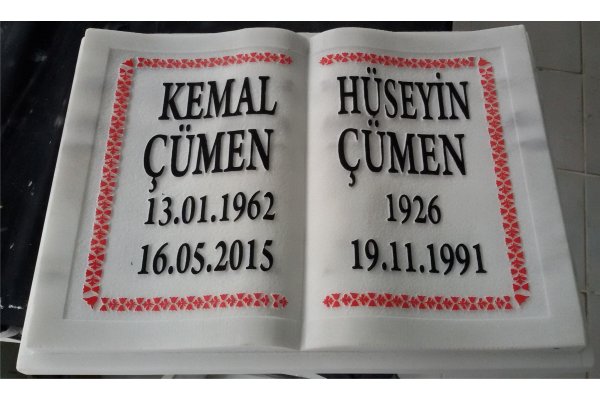 KEMAL
ÇÜMEN
13.01.1962
16.05.2015
HÜSEYİN
ÇÜMEN
1926
19.11.1991